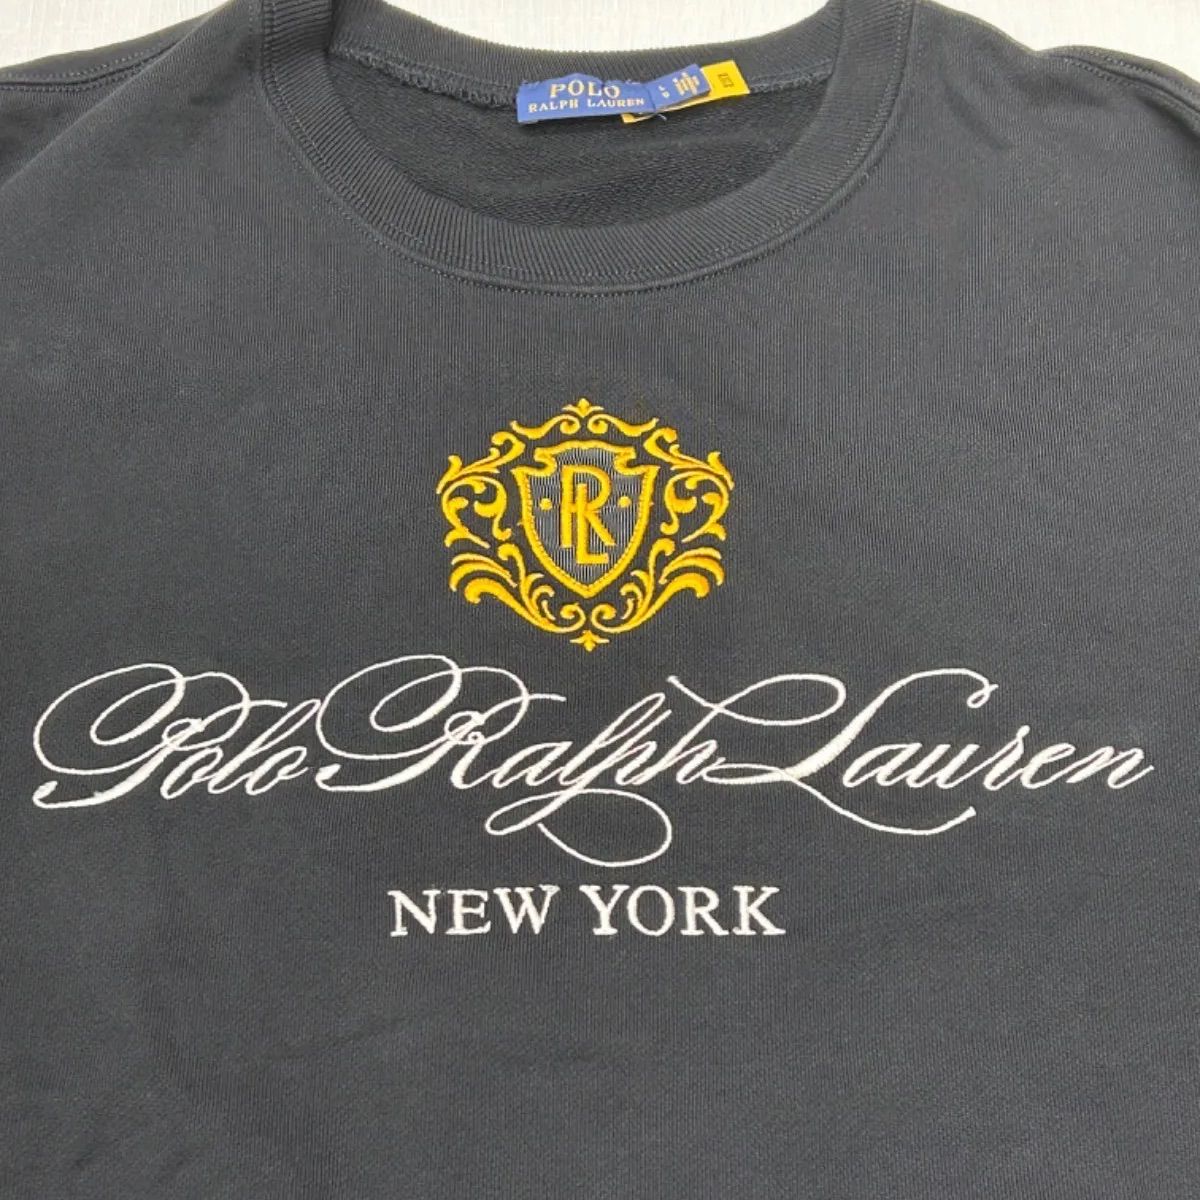 POLO
RALPH LAUREN
RL
Polo Ralph Lauren
NEW YORK